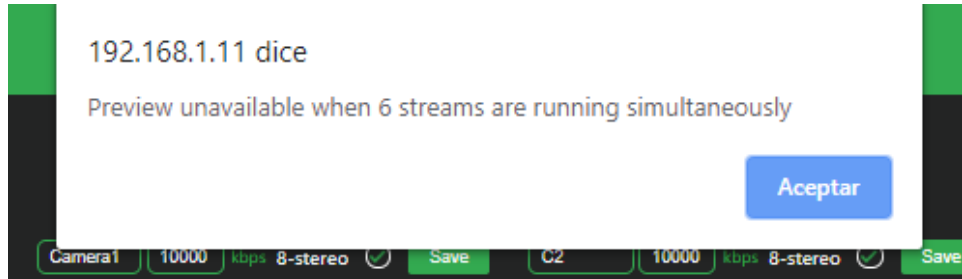 192.168.1.11 dice
Preview unavailable when 6 streams are running simultaneously
Aceptar
Camera1 10000 kbps 8-stereo Save C2 10000 kbps 8-stereo Save